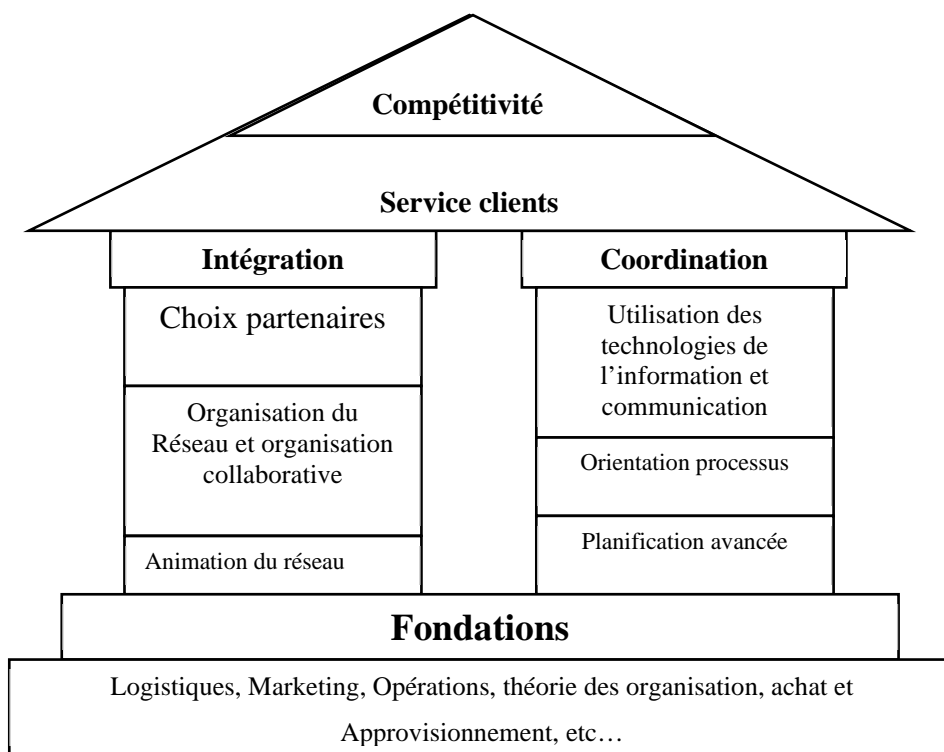 Compétitivité
Service clients
Intégration
Choix partenaires
Organisation du
Réseau et organisation
collaborative
Animation du réseau
Coordination
Utilisation des
technologies de
l’information et
communication
Orientation processus
Planification avancée
Fondations
Logistiques, Marketing, Opérations, théorie des organisation, achat et
Approvisionnement, etc…